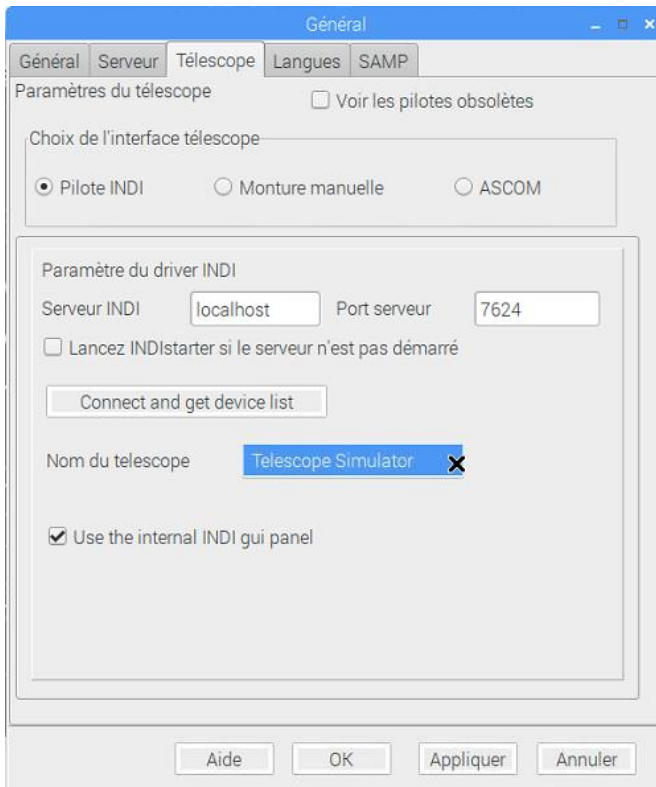 Général
Général Serveur Télescope Langues SAMP
Paramètres du télescope Voir les pilotes obsolètes
Choix de l'interface télescope
Pilote INDI Monture manuelle ASCOM
Paramètre du driver INDI
Serveur INDI localhost Port serveur 7624
Lancez INDIstarter si le serveur n'est pas démarré
Connect and get device list
Nom du telescope Telescope Simulator
Use the internal INDI gui panel
Aide OK Appliquer Annuler